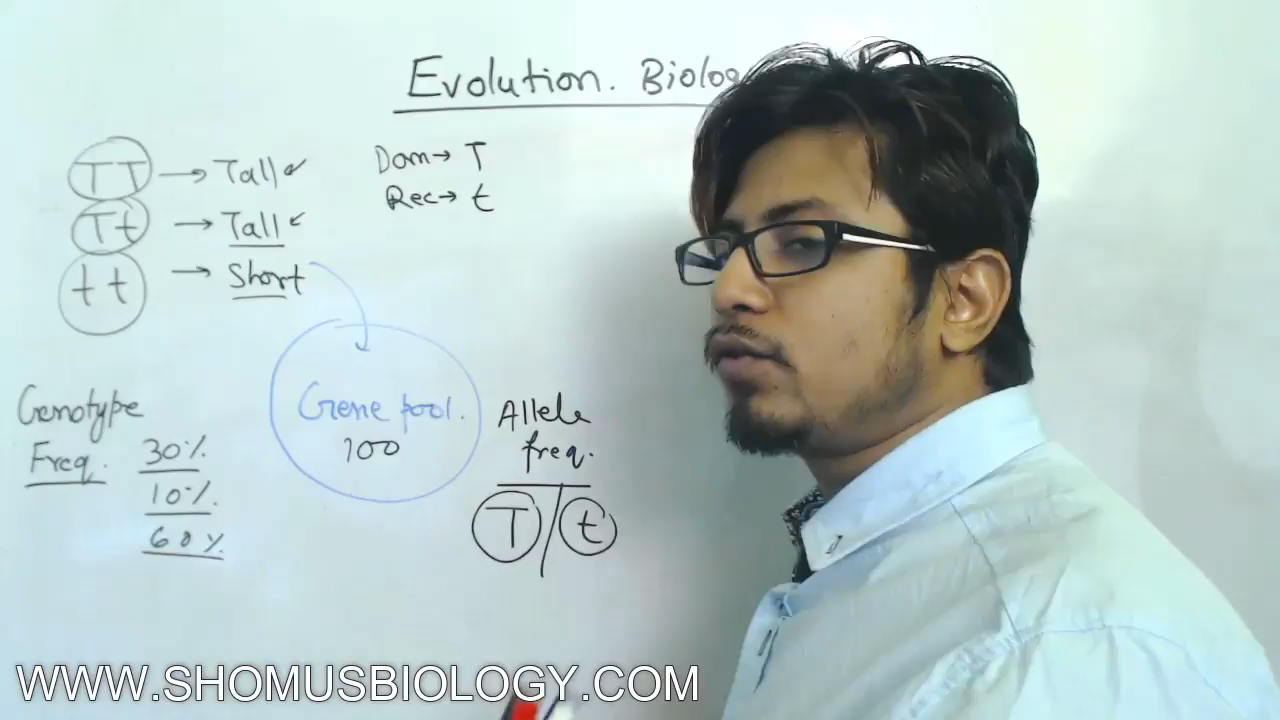 Evolution. Biolog
TT → Tall ✓
Tt → Tall ✓
tt → Short
Dom → T
Rec → t
Genotype
Freq. 30%
10%
60%
Gene pool.
100
Allele
freq.
T / t
WWW.SHOMUSBIOLOGY.COM